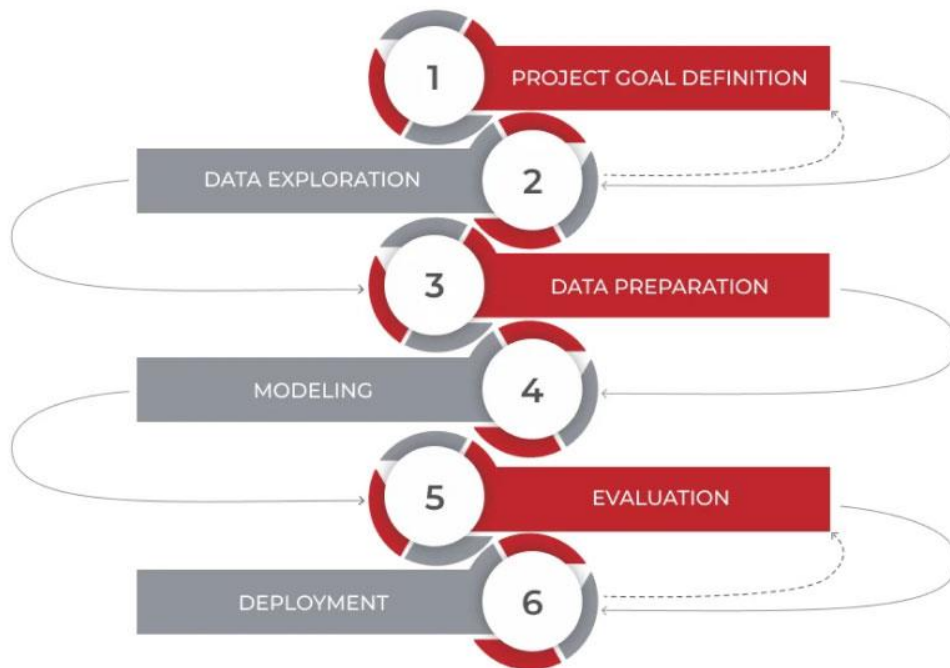 1
PROJECT GOAL DEFINITION
DATA EXPLORATION
2
3
DATA PREPARATION
MODELING
4
5
EVALUATION
DEPLOYMENT
6